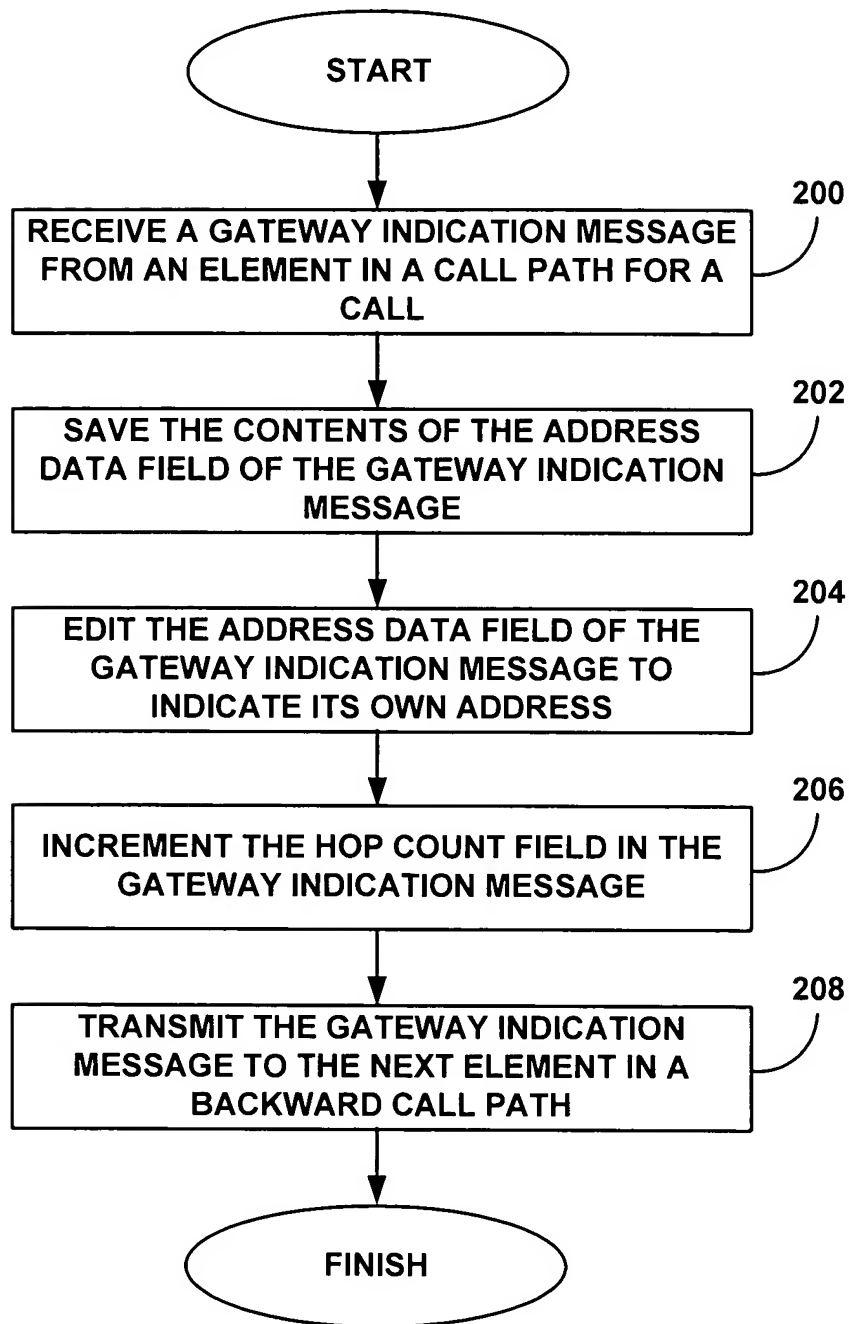 START
200
RECEIVE A GATEWAY INDICATION MESSAGE
FROM AN ELEMENT IN A CALL PATH FOR A
CALL
202
SAVE THE CONTENTS OF THE ADDRESS
DATA FIELD OF THE GATEWAY INDICATION
MESSAGE
204
EDIT THE ADDRESS DATA FIELD OF THE
GATEWAY INDICATION MESSAGE TO
INDICATE ITS OWN ADDRESS
206
INCREMENT THE HOP COUNT FIELD IN THE
GATEWAY INDICATION MESSAGE
208
TRANSMIT THE GATEWAY INDICATION
MESSAGE TO THE NEXT ELEMENT IN A
BACKWARD CALL PATH
FINISH